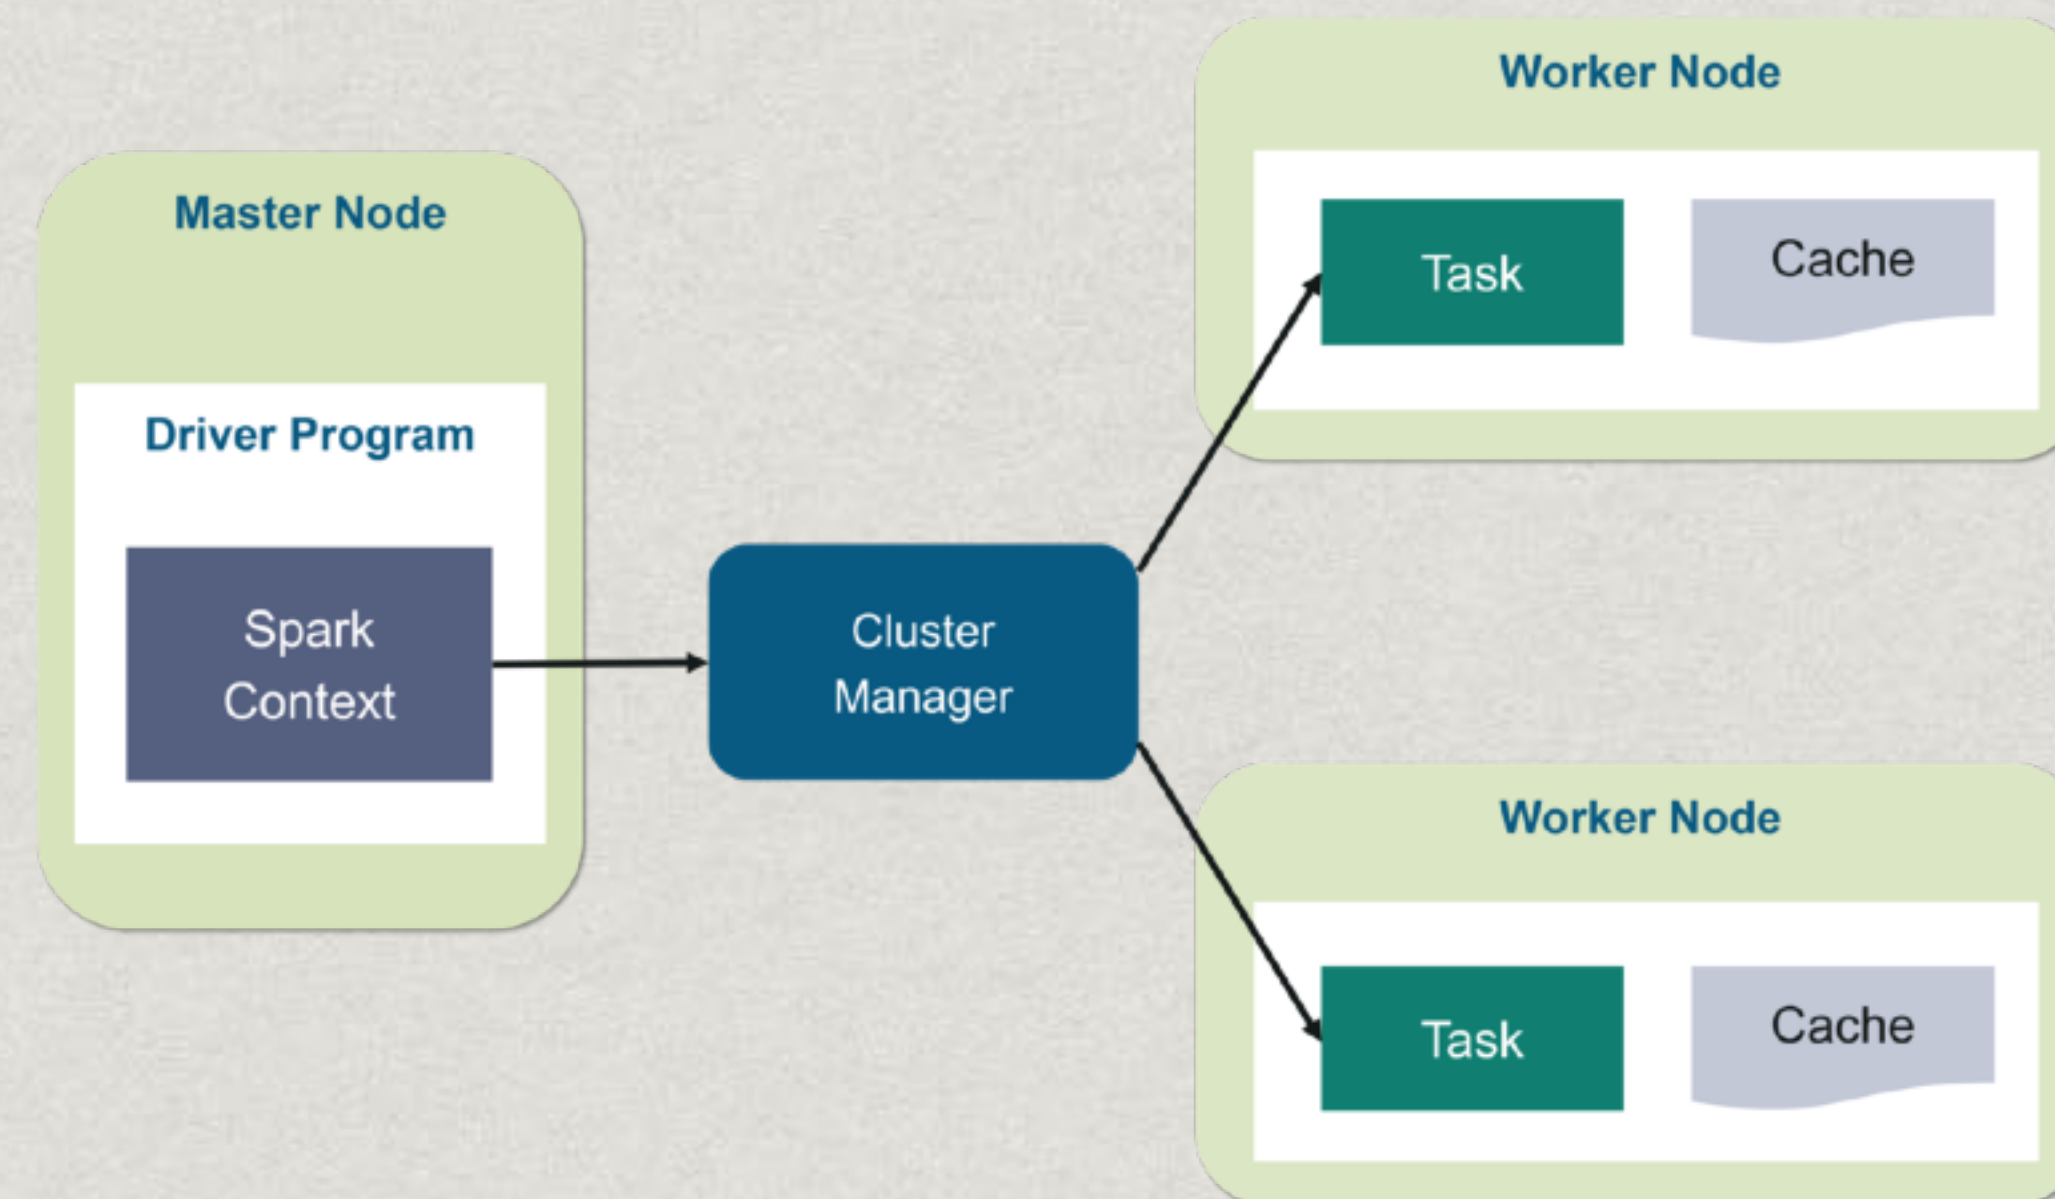 Master Node
Driver Program
Spark
Context
Cluster
Manager
Worker Node
Task
Cache
Worker Node
Task
Cache